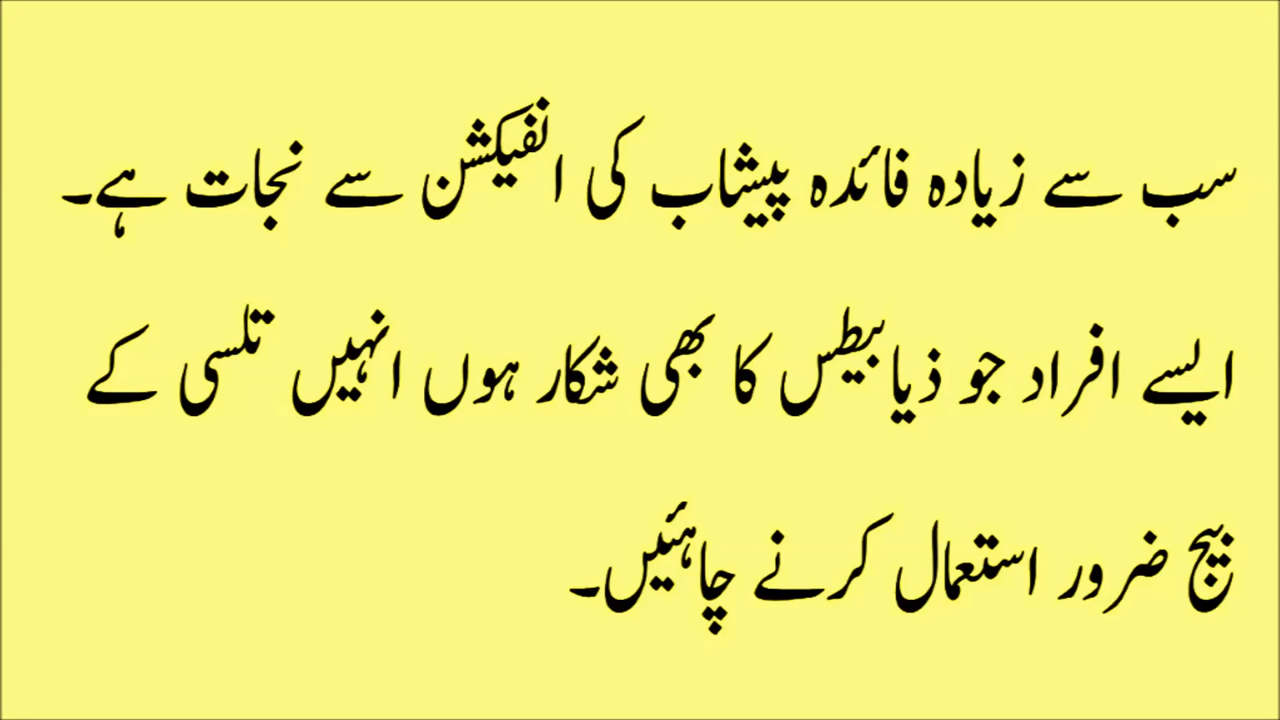 سب سے زیادہ فائدہ پیشاب کی انفیکشن سے نجات ہے۔
ایسے افراد جو ذیابیطس کا بھی شکار ہوں انہیں تلسی کے
بیج ضرور استعمال کرنے چاہئیں۔